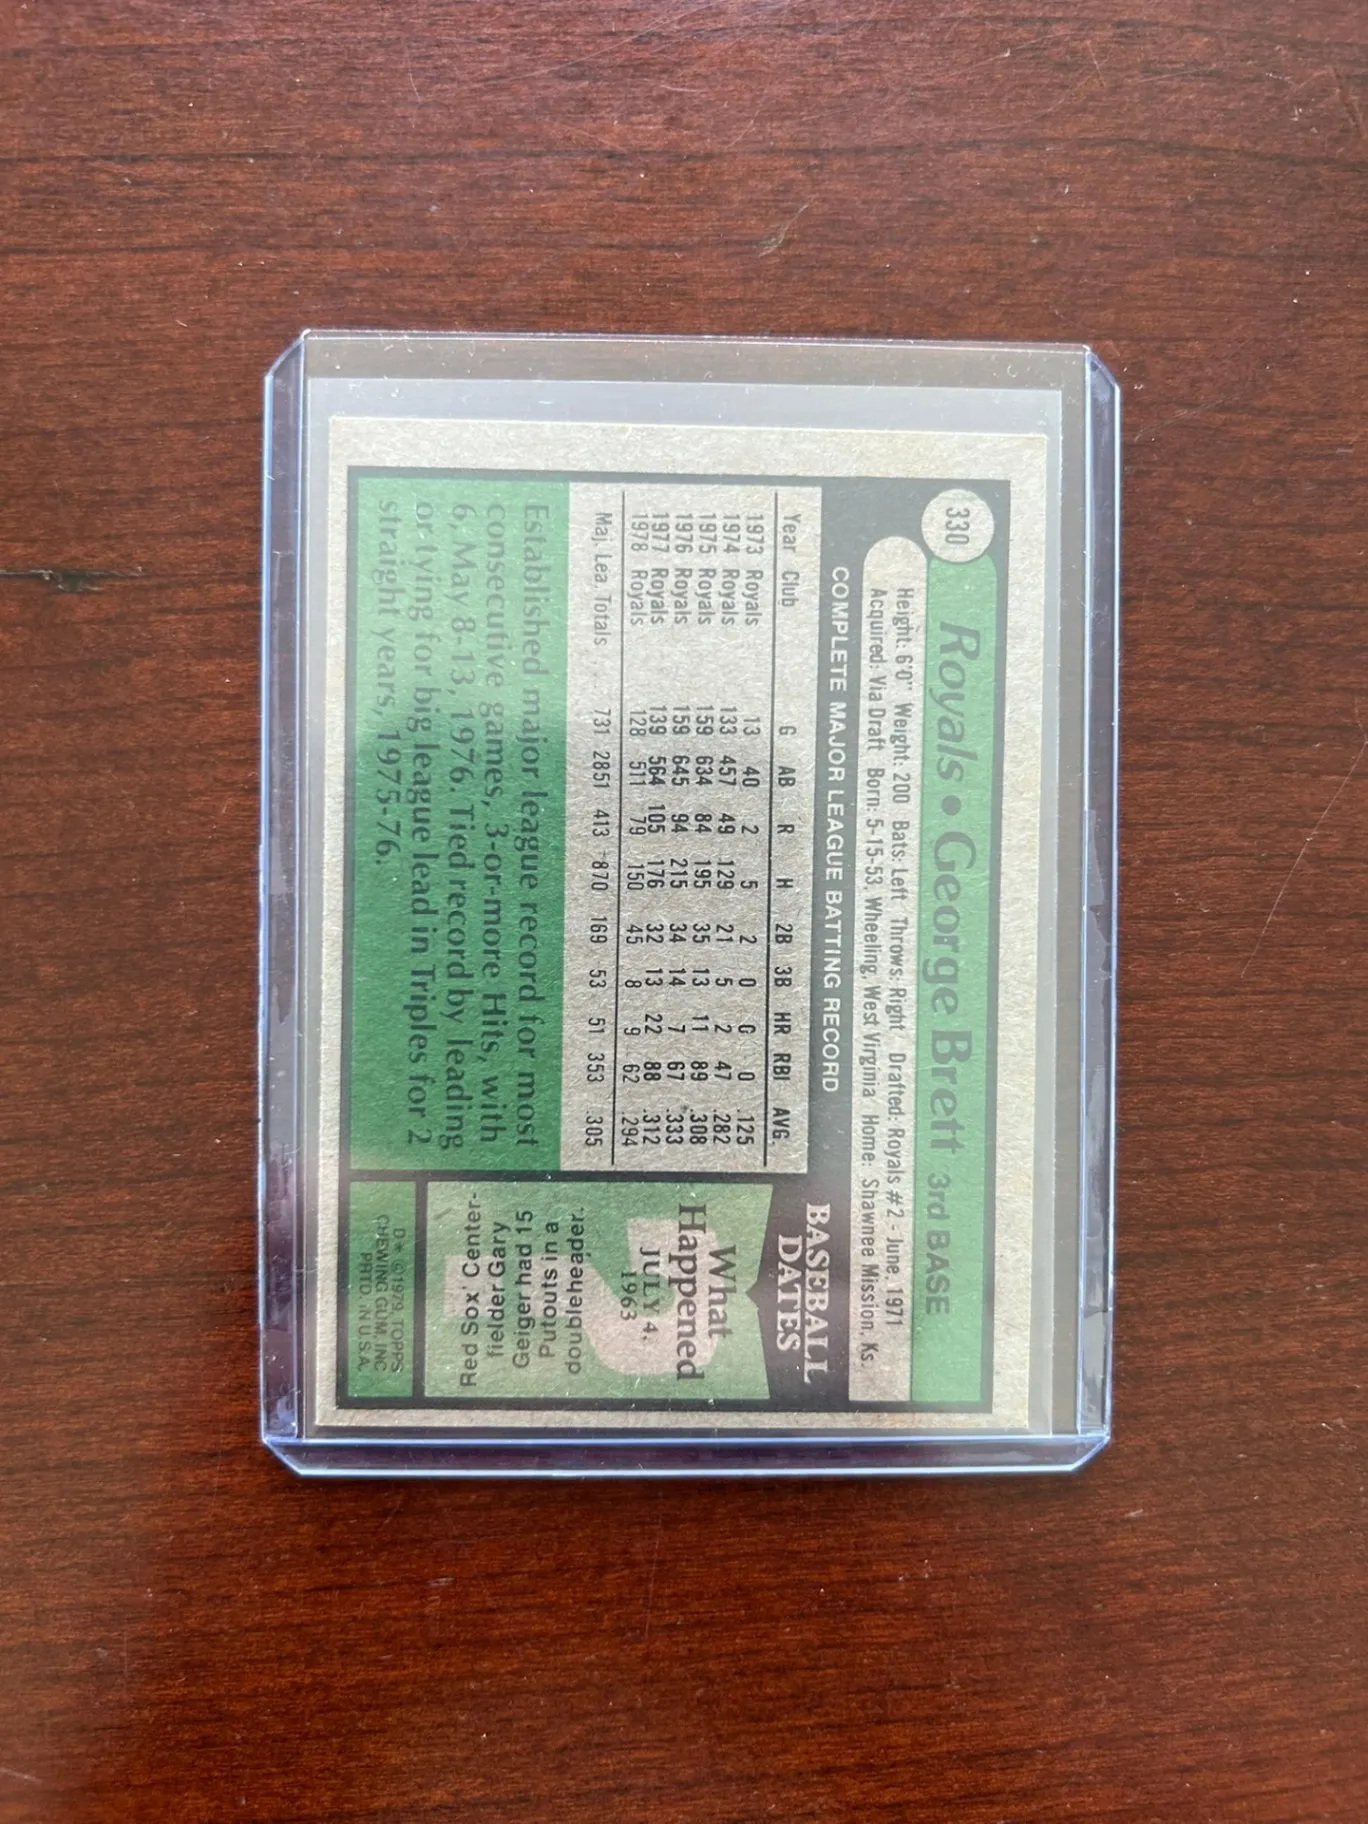 330
Royals • George Brett 3rd BASE
Height: 6'0" Weight: 200 Bats: Left Throws: Right Drafted: Royals #2 - June, 1971
Acquired: Via Draft Born: 5-15-53, Wheeling, West Virginia Home: Shawnee Mission, Ks.
COMPLETE MAJOR LEAGUE BATTING RECORD
Year Club G AB R H 2B 3B HR RBI AVG.
1973 Royals 13 40 2 5 2 0 0 0 .125
1974 Royals 133 457 49 129 21 5 2 47 .282
1975 Royals 159 634 84 195 35 13 11 89 .308
1976 Royals 159 645 94 215 34 14 7 67 .333
1977 Royals 139 564 105 176 32 13 22 88 .312
1978 Royals 128 511 79 150 45 8 9 62 .294
Maj. Lea. Totals . . . 731 2851 413 870 169 53 51 353 .305
Established major league record for most
consecutive games, 3-or-more Hits, with
6, May 8-13, 1976. Tied record by leading
or tying for big league lead in Triples for 2
straight years, 1975-76.
BASEBALL
DATES
What
Happened
JULY 4,
1963
Red Sox' Center-
fielder Gary
Geiger had 15
Putouts in a
doubleheader.
D* ©1979, TOPPS
CHEWING GUM, INC
PRTD. IN U.S.A.